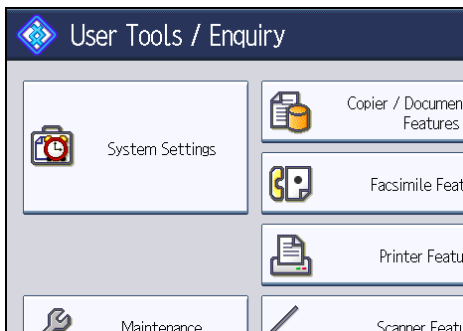 User Tools / Enquiry
System Settings
Copier / Documen
Features
Facsimile Feat
Printer Featu
Maintenance
Scanner Featu